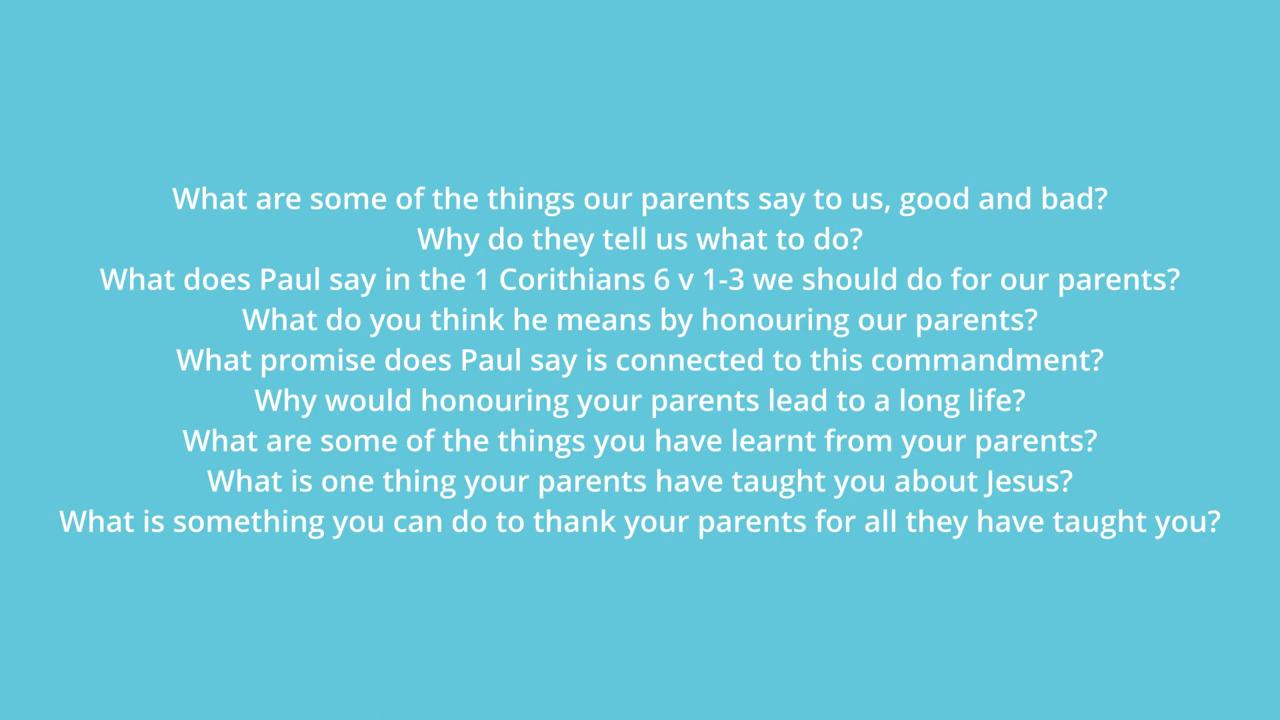 What are some of the things our parents say to us, good and bad?
Why do they tell us what to do?
What does Paul say in the 1 Corithians 6 v 1-3 we should do for our parents?
What do you think he means by honouring our parents?
What promise does Paul say is connected to this commandment?
Why would honouring your parents lead to a long life?
What are some of the things you have learnt from your parents?
What is one thing your parents have taught you about Jesus?
What is something you can do to thank your parents for all they have taught you?